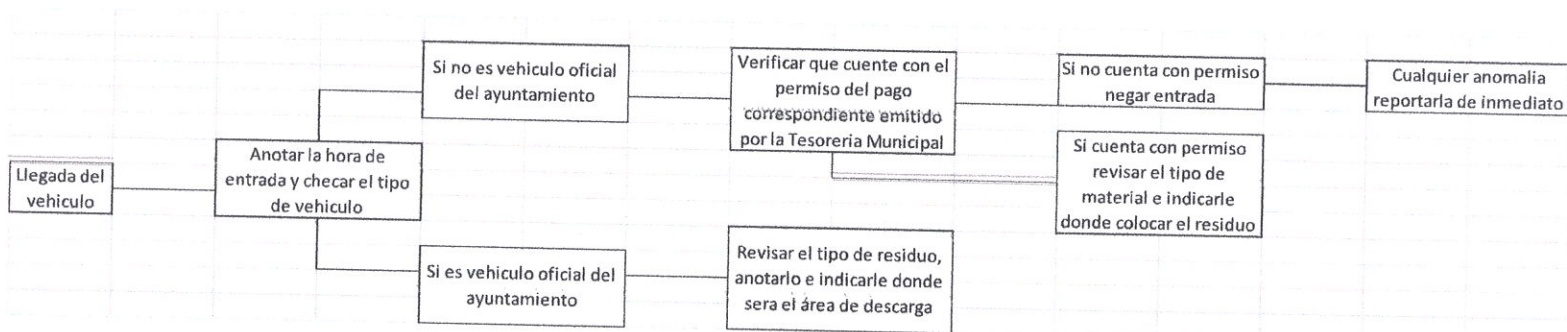 Llegada del
vehiculo
Anotar la hora de
entrada y checar el tipo
de vehiculo
Si no es vehiculo oficial
del ayuntamiento
Verificar que cuente con el
permiso del pago
correspondiente emitido
por la Tesoreria Municipal
Si no cuenta con permiso
negar entrada
Cualquier anomalia
reportarla de inmediato
Si cuenta con permiso
revisar el tipo de
material e indicarle
donde colocar el residuo
Si es vehiculo oficial del
ayuntamiento
Revisar el tipo de residuo,
anotarlo e indicarle donde
sera el área de descarga